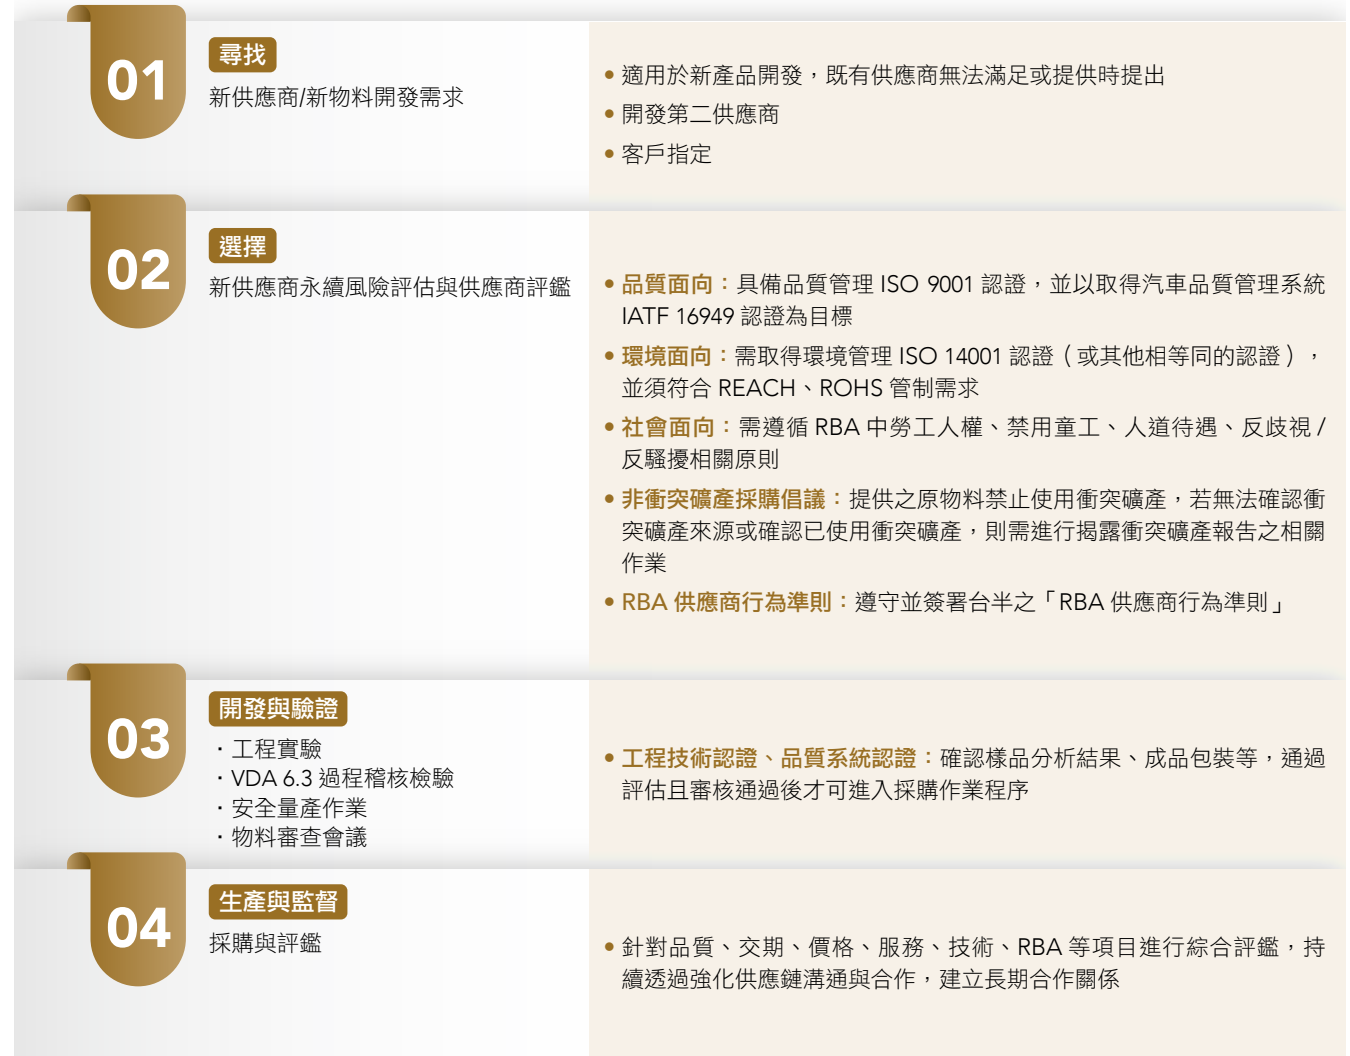 01
尋找
新供應商/新物料開發需求
• 適用於新產品開發，既有供應商無法滿足或提供時提出
• 開發第二供應商
• 客戶指定
02
選擇
新供應商永續風險評估與供應商評鑑
• 品質面向：具備品質管理 ISO 9001 認證，並以取得汽車品質管理系統
IATF 16949 認證為目標
• 環境面向：需取得環境管理 ISO 14001 認證（或其他相等同的認證），
並須符合 REACH、ROHS 管制需求
• 社會面向：需遵循 RBA 中勞工人權、禁用童工、人道待遇、反歧視 /
反騷擾相關原則
• 非衝突礦產採購倡議：提供之原物料禁止使用衝突礦產，若無法確認衝
突礦產來源或確認已使用衝突礦產，則需進行揭露衝突礦產報告之相關
作業
• RBA 供應商行為準則：遵守並簽署台半之「RBA 供應商行為準則」
03
開發與驗證
・工程實驗
・VDA 6.3 過程稽核檢驗
・安全量產作業
・物料審查會議
• 工程技術認證、品質系統認證：確認樣品分析結果、成品包裝等，通過
評估且審核通過後才可進入採購作業程序
04
生產與監督
採購與評鑑
• 針對品質、交期、價格、服務、技術、RBA 等項目進行綜合評鑑，持
續透過強化供應鏈溝通與合作，建立長期合作關係